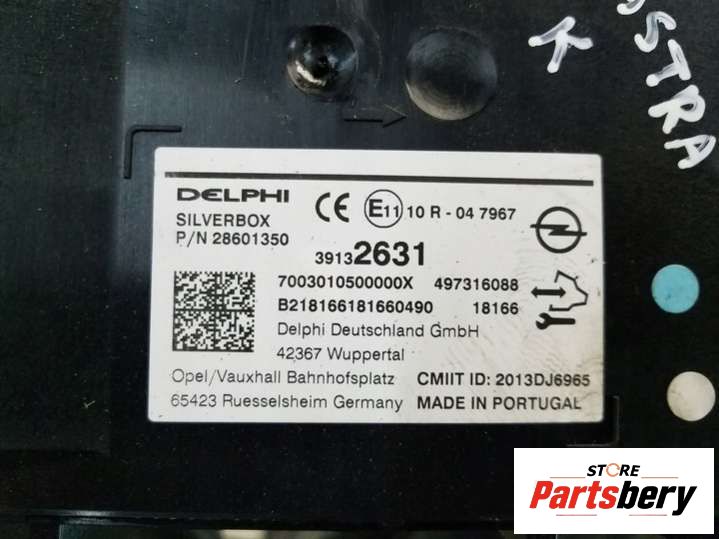 ASTRA
K
DELPHI
SILVERBOX
P/N 28601350
CE E11 10 R - 04 7967
39132631
7003010500000X 497316088
B218166181660490 18166
Delphi Deutschland GmbH
42367 Wuppertal
Opel/Vauxhall Bahnhofsplatz CMIIT ID: 2013DJ6965
65423 Ruesselsheim Germany MADE IN PORTUGAL
STORE
Partsbery